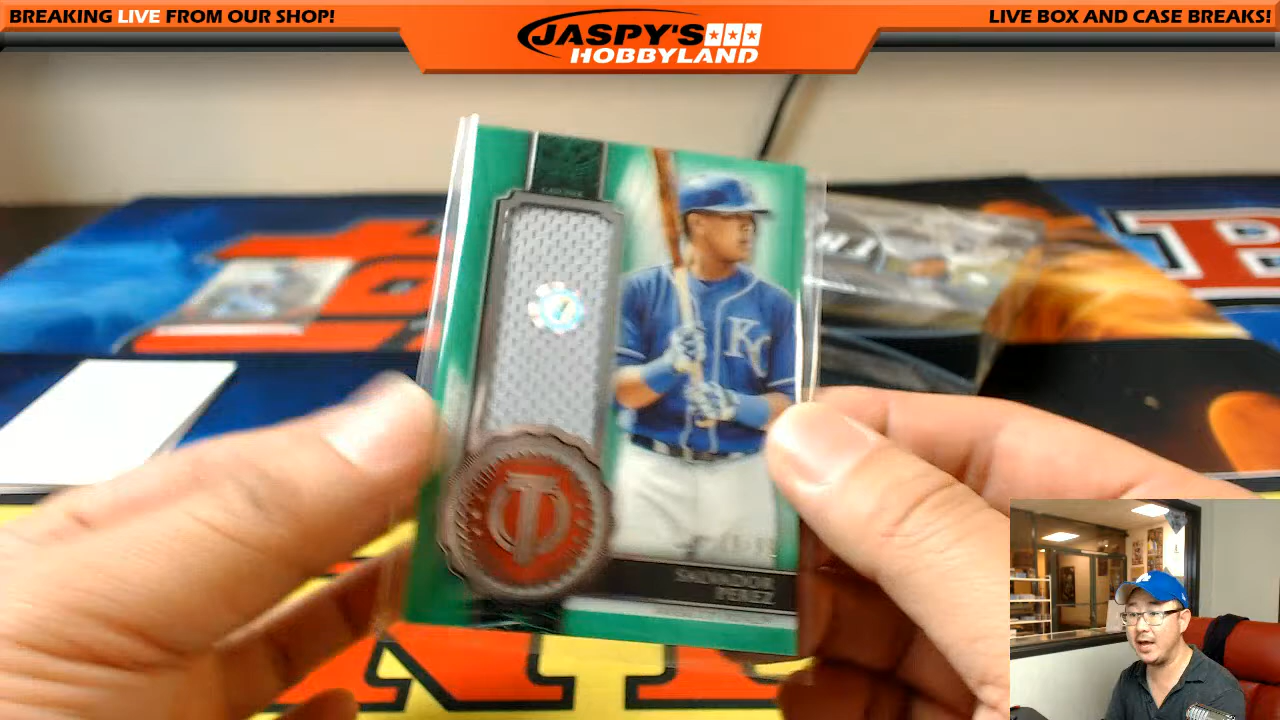 BREAKING LIVE FROM OUR SHOP!
JASPY'S
HOBBYLAND
LIVE BOX AND CASE BREAKS!
KC
SALVADOR
PEREZ